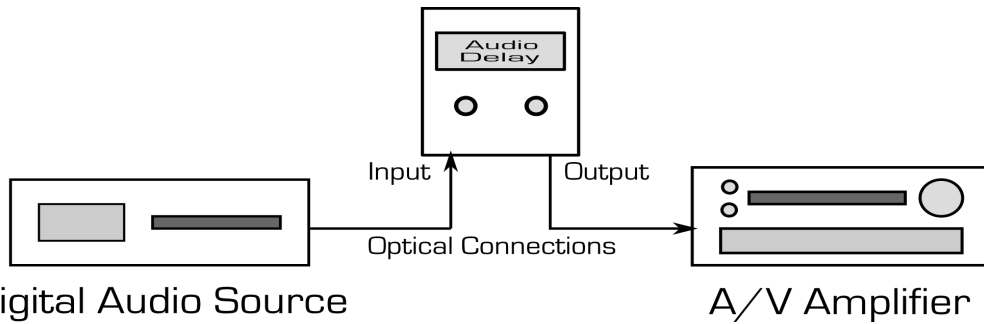 Audio
Delay
Input
Output
Optical Connections
igital Audio Source
A/V Amplifier